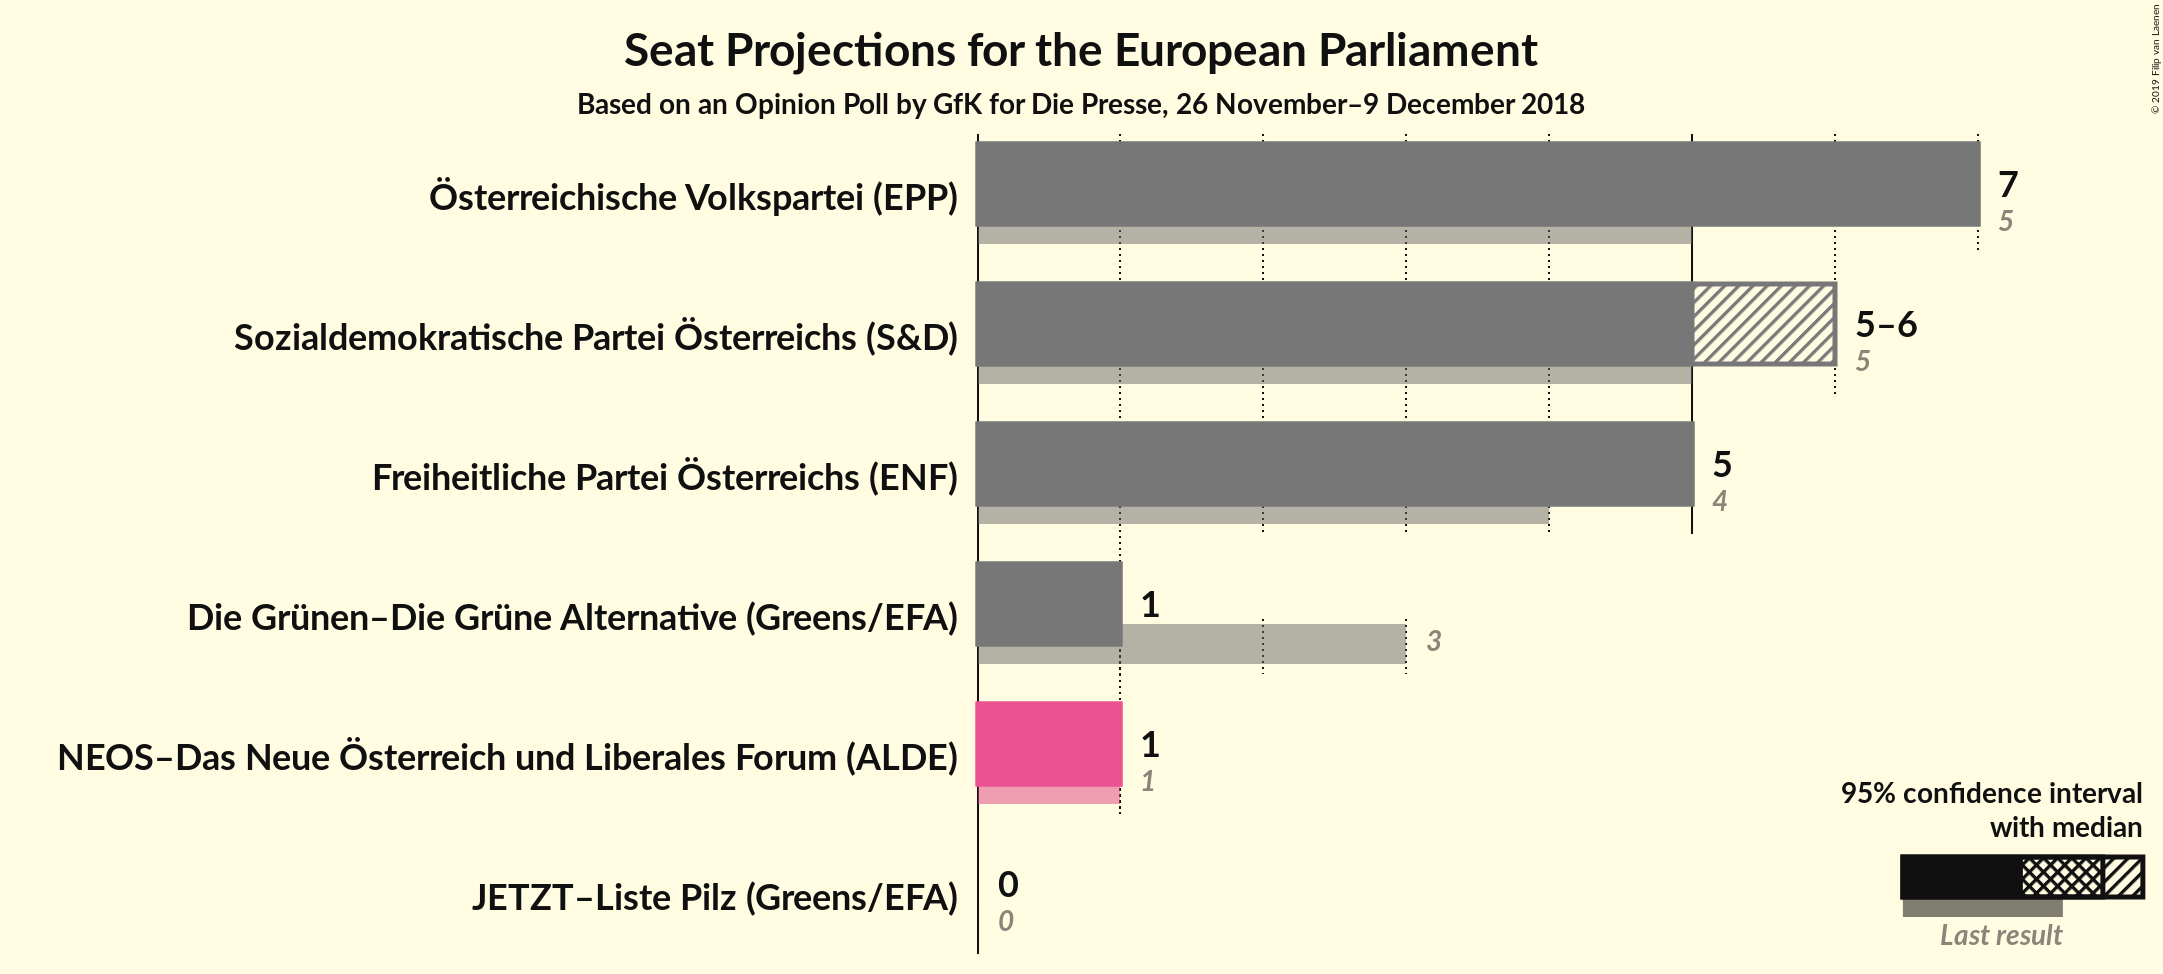 Seat Projections for the European Parliament
Based on an Opinion Poll by GfK for Die Presse, 26 November–9 December 2018
© 2019 Filip van Laenen
Österreichische Volkspartei (EPP)
7
5
Sozialdemokratische Partei Österreichs (S&D)
5–6
5
Freiheitliche Partei Österreichs (ENF)
5
4
Die Grünen–Die Grüne Alternative (Greens/EFA)
1
3
NEOS–Das Neue Österreich und Liberales Forum (ALDE)
1
1
JETZT–Liste Pilz (Greens/EFA)
0
0
95% confidence interval
with median
Last result